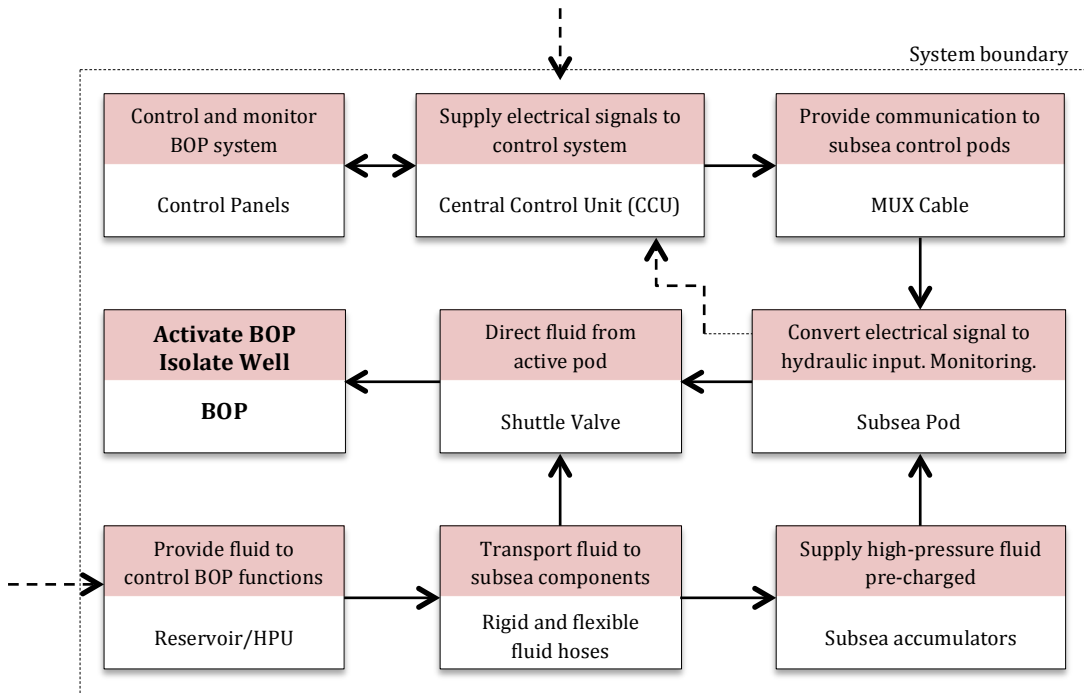 System boundary
Control and monitor
BOP system
Control Panels
Supply electrical signals to
control system
Central Control Unit (CCU)
Provide communication to
subsea control pods
MUX Cable
Activate BOP
Isolate Well
BOP
Direct fluid from
active pod
Shuttle Valve
Convert electrical signal to
hydraulic input. Monitoring.
Subsea Pod
Provide fluid to
control BOP functions
Reservoir/HPU
Transport fluid to
subsea components
Rigid and flexible
fluid hoses
Supply high-pressure fluid
pre-charged
Subsea accumulators